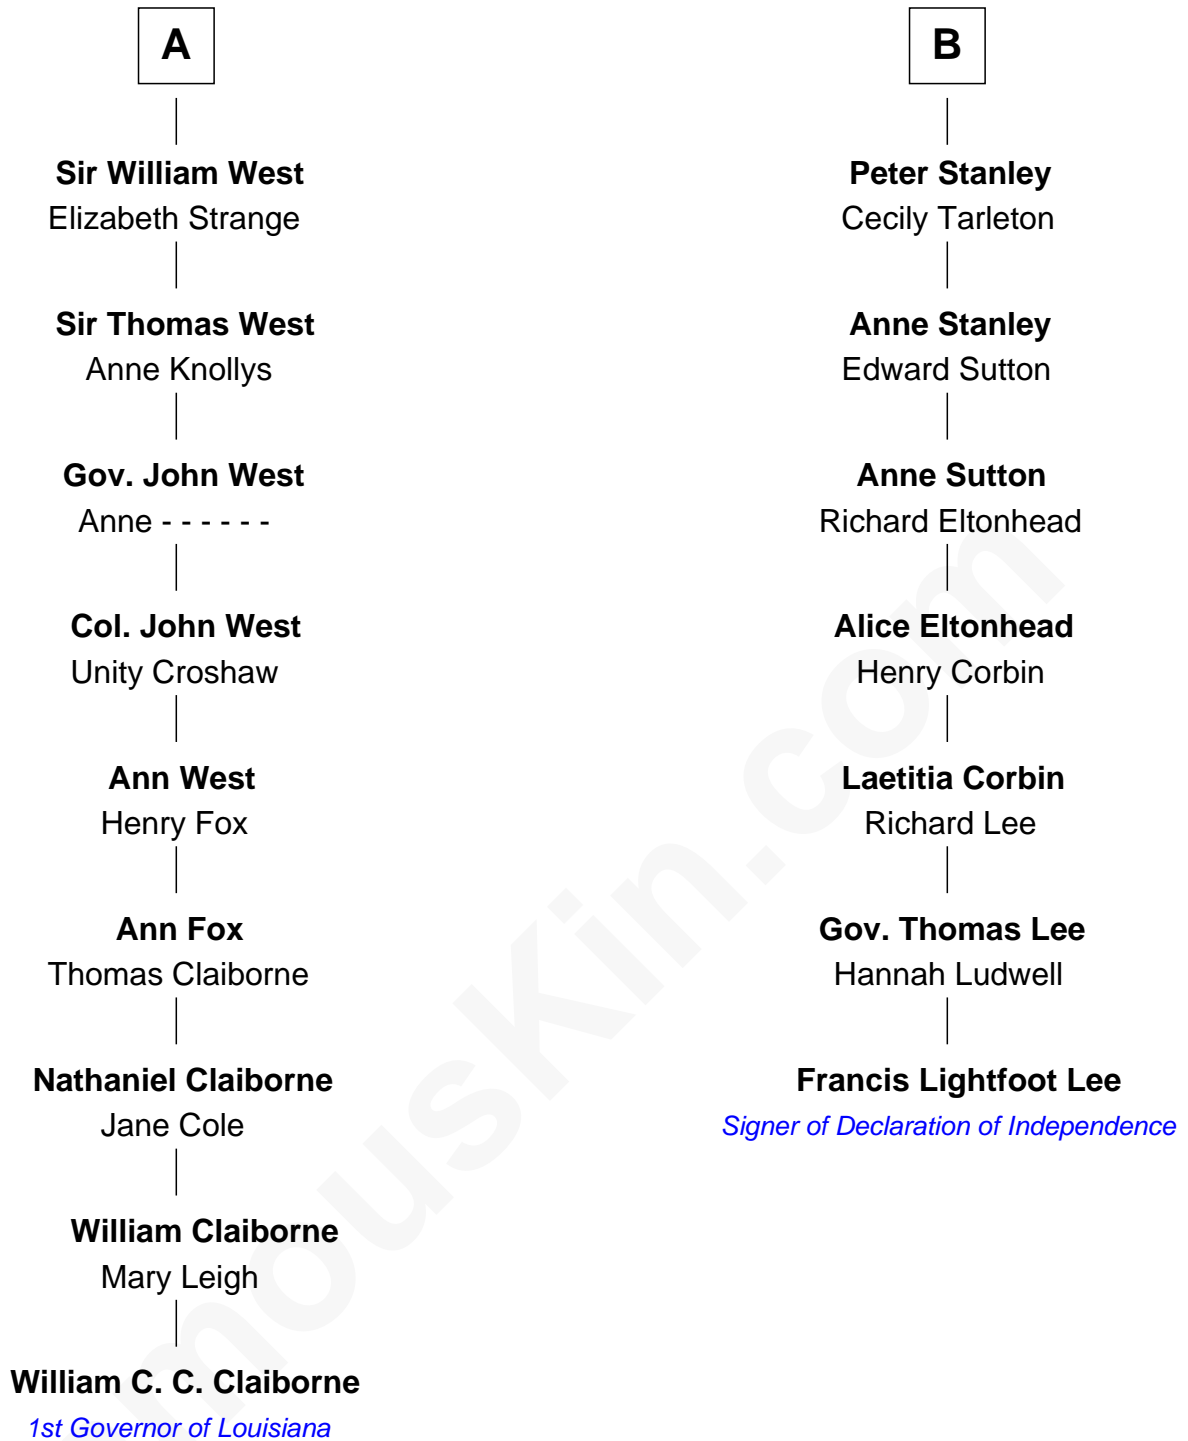 A
Sir William West
Elizabeth Strange
Sir Thomas West
Anne Knollys
Gov. John West
Anne - - - - - -
Col. John West
Unity Croshaw
Ann West
Henry Fox
Ann Fox
Thomas Claiborne
Nathaniel Claiborne
Jane Cole
William Claiborne
Mary Leigh
William C. C. Claiborne
1st Governor of Louisiana
B
Peter Stanley
Cecily Tarleton
Anne Stanley
Edward Sutton
Anne Sutton
Richard Eltonhead
Alice Eltonhead
Henry Corbin
Laetitia Corbin
Richard Lee
Gov. Thomas Lee
Hannah Ludwell
Francis Lightfoot Lee
Signer of Declaration of Independence
mousKin.com